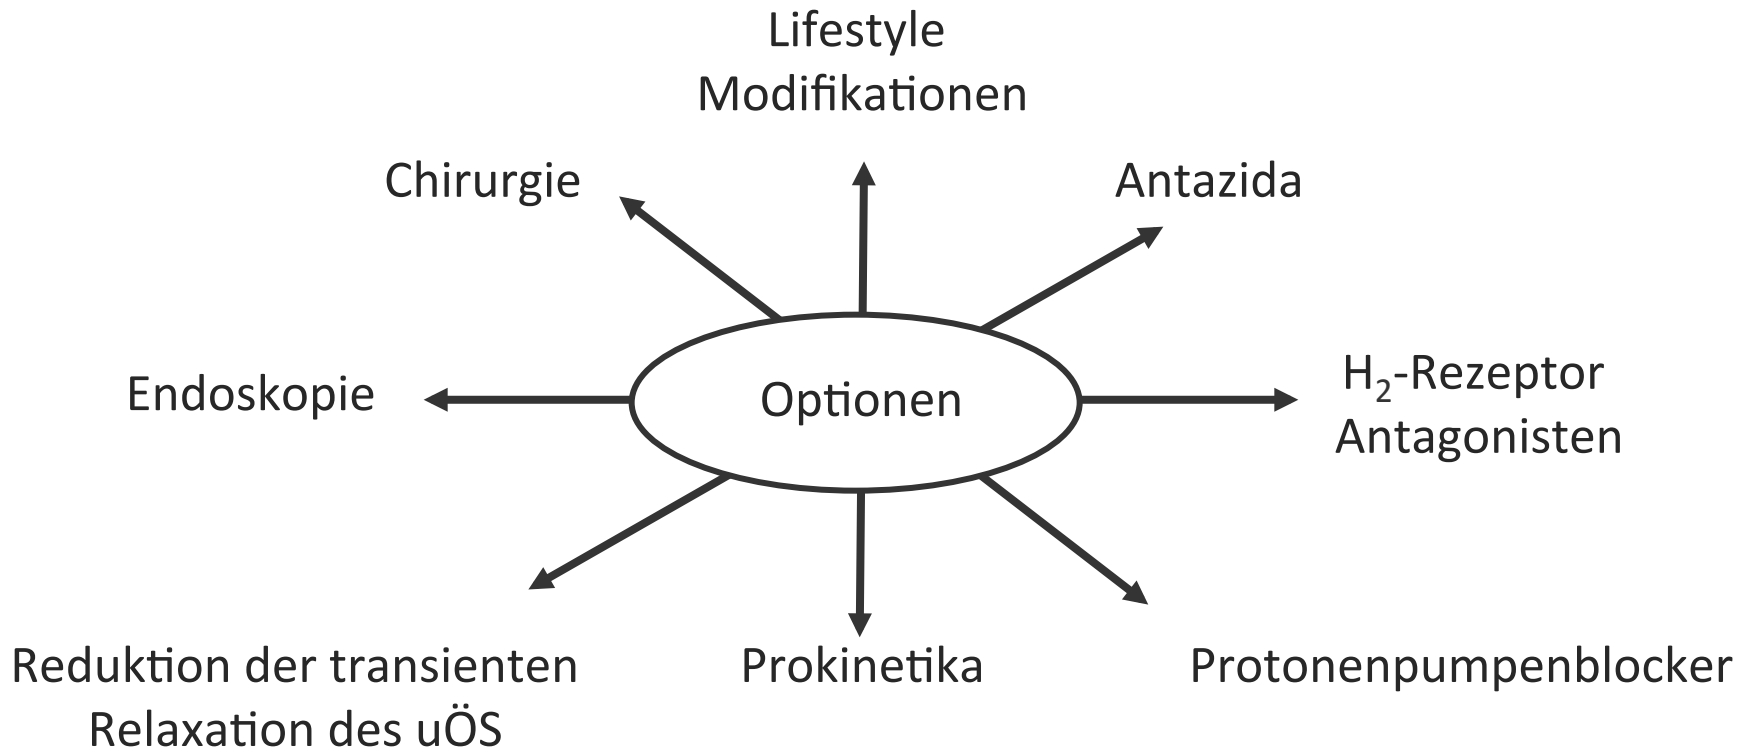 Lifestyle
Modifikationen
Chirurgie
Antazida
Endoskopie
Optionen
H₂-Rezeptor
Antagonisten
Reduktion der transienten
Relaxation des uÖS
Prokinetika
Protonenpumpenblocker